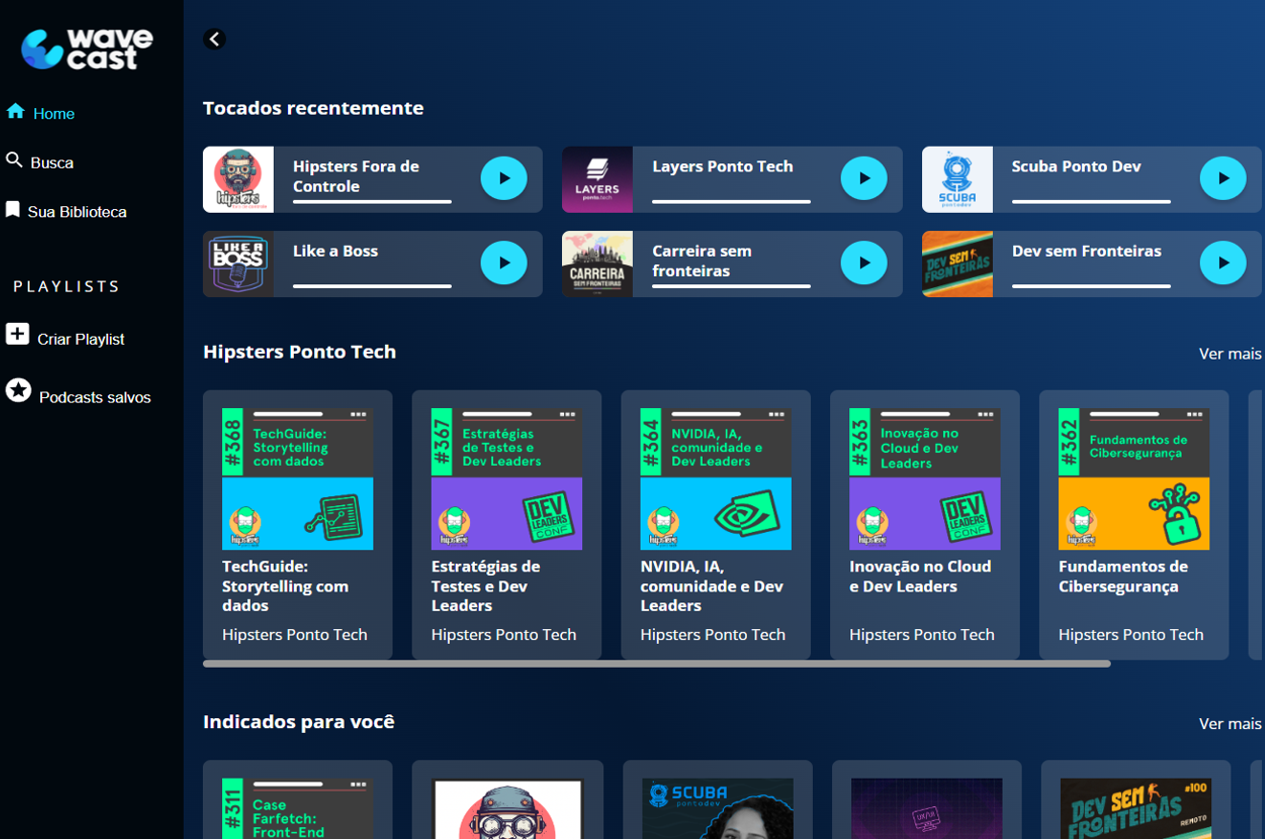 wave
cast
Home
Busca
Sua Biblioteca
PLAYLISTS
Criar Playlist
Podcasts salvos
Tocados recentemente
hipsters
Hipsters Fora de
Controle
LAYERS
ponto.tech
Layers Ponto Tech
SCUBA
pontodev
Scuba Ponto Dev
LIKE A
BOSS
Like a Boss
CARREIRA
SEM FRONTEIRAS
Carreira sem
fronteiras
DEV SEM
FRONTEIRAS
Dev sem Fronteiras
Hipsters Ponto Tech
Ver mais
#368
TechGuide:
Storytelling
com dados
hipsters
TechGuide:
Storytelling com
dados
Hipsters Ponto Tech
#367
Estratégias
de Testes e
Dev Leaders
hipsters
DEV
LEADERS
CONF
Estratégias de
Testes e Dev
Leaders
Hipsters Ponto Tech
#364
NVIDIA, IA,
comunidade e
Dev Leaders
hipsters
NVIDIA, IA,
comunidade e Dev
Leaders
Hipsters Ponto Tech
#363
Inovação no
Cloud e Dev
Leaders
hipsters
DEV
LEADERS
CONF
Inovação no Cloud
e Dev Leaders
Hipsters Ponto Tech
#362
Fundamentos de
Cibersegurança
hipsters
Fundamentos de
Cibersegurança
Hipsters Ponto Tech
Indicados para você
Ver mais
#311
Case
Farfetch:
Front-End
SCUBA
pontodev
DEV SEM
FRONTEIRAS
#100
REMOTO